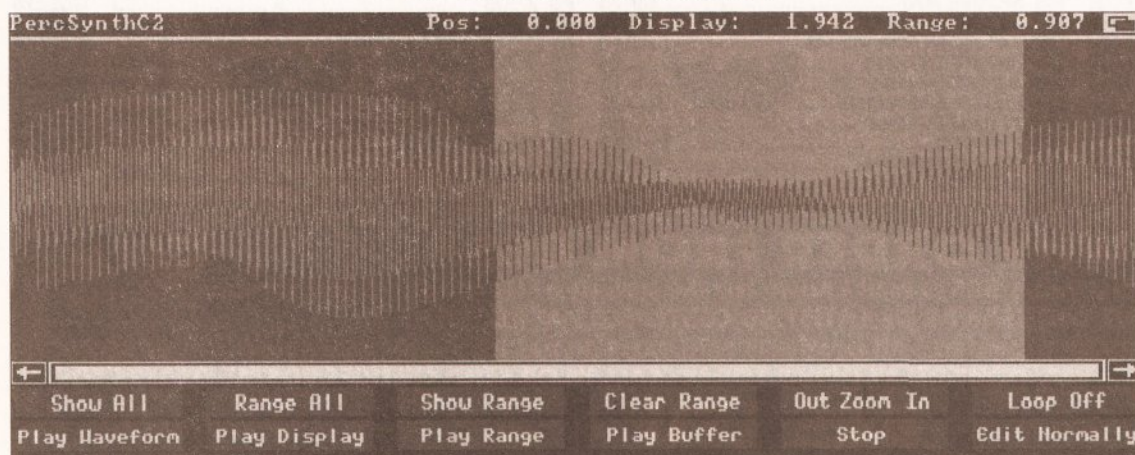 PercSynthC2 Pos: 0.000 Display: 1.942 Range: 0.907
Show All Range All Show Range Clear Range Out Zoom In Loop Off
Play Waveform Play Display Play Range Play Buffer Stop Edit Normally